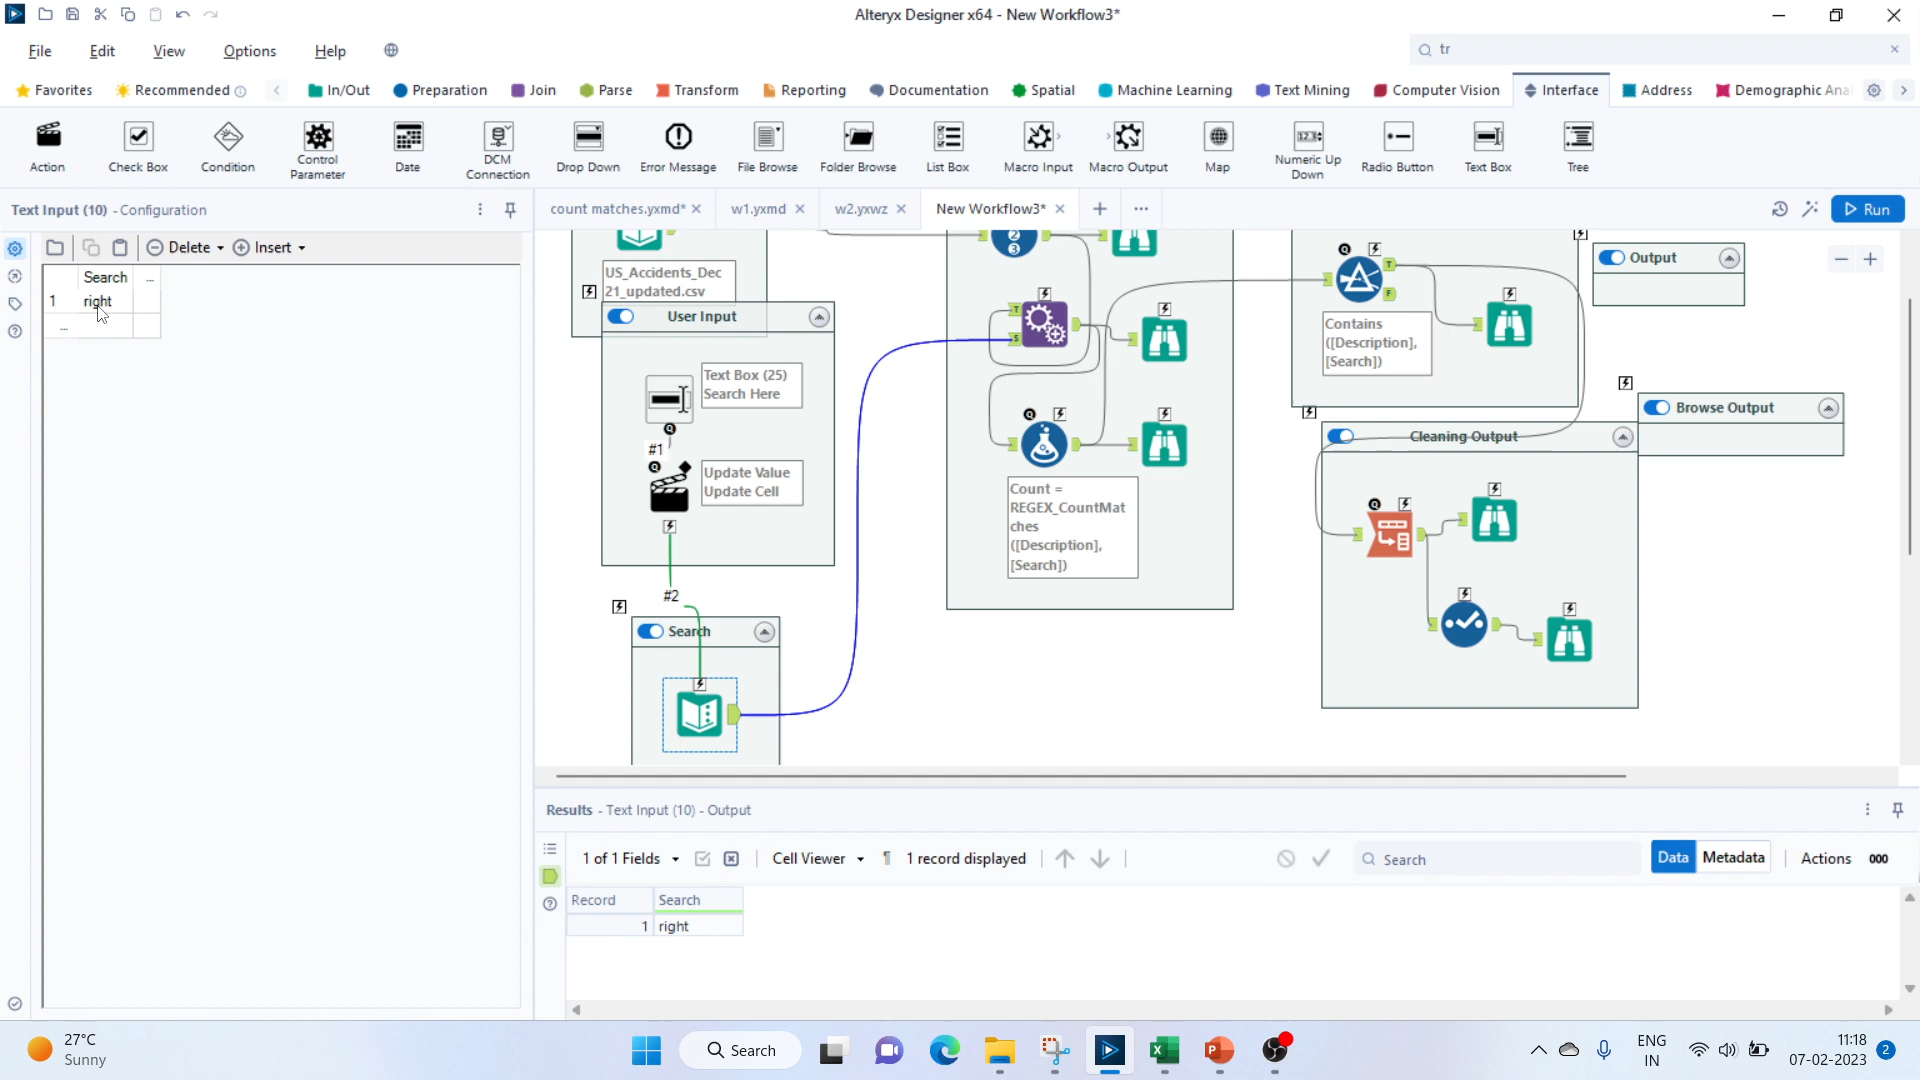 Alteryx Designer x64 - New Workflow3*
File Edit View Options Help
tr
Favorites Recommended In/Out Preparation Join Parse Transform Reporting Documentation Spatial Machine Learning Text Mining Computer Vision Interface Address Demographic Ana
Action
Check Box
Condition
Control
Parameter
Date
DCM
Connection
Drop Down
Error Message
File Browse
Folder Browse
List Box
Macro Input
Macro Output
Map
Numeric Up
Down
Radio Button
Text Box
Tree
Text Input (10) - Configuration
count matches.yxmd*
w1.yxmd
w2.yxwz
New Workflow3*
Run
Delete
Insert
Search ...
1 right
...
US_Accidents_Dec
21_updated.csv
User Input
Text Box (25)
Search Here
#1
Update Value
Update Cell
#2
Search
Count =
REGEX_CountMat
ches
([Description],
[Search])
Contains
([Description],
[Search])
Output
Browse Output
Cleaning Output
Results - Text Input (10) - Output
1 of 1 Fields
Cell Viewer
1 record displayed
Search
Data
Metadata
Actions
000
Record Search
1 right
27°C
Sunny
Search
ENG
IN
11:18
07-02-2023
2